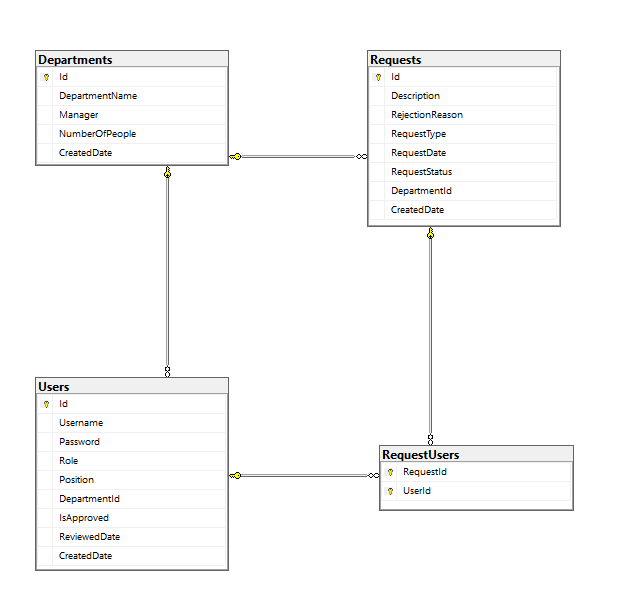 Departments
Id
DepartmentName
Manager
NumberOfPeople
CreatedDate
Requests
Id
Description
RejectionReason
RequestType
RequestDate
RequestStatus
DepartmentId
CreatedDate
Users
Id
Username
Password
Role
Position
DepartmentId
IsApproved
ReviewedDate
CreatedDate
RequestUsers
RequestId
UserId